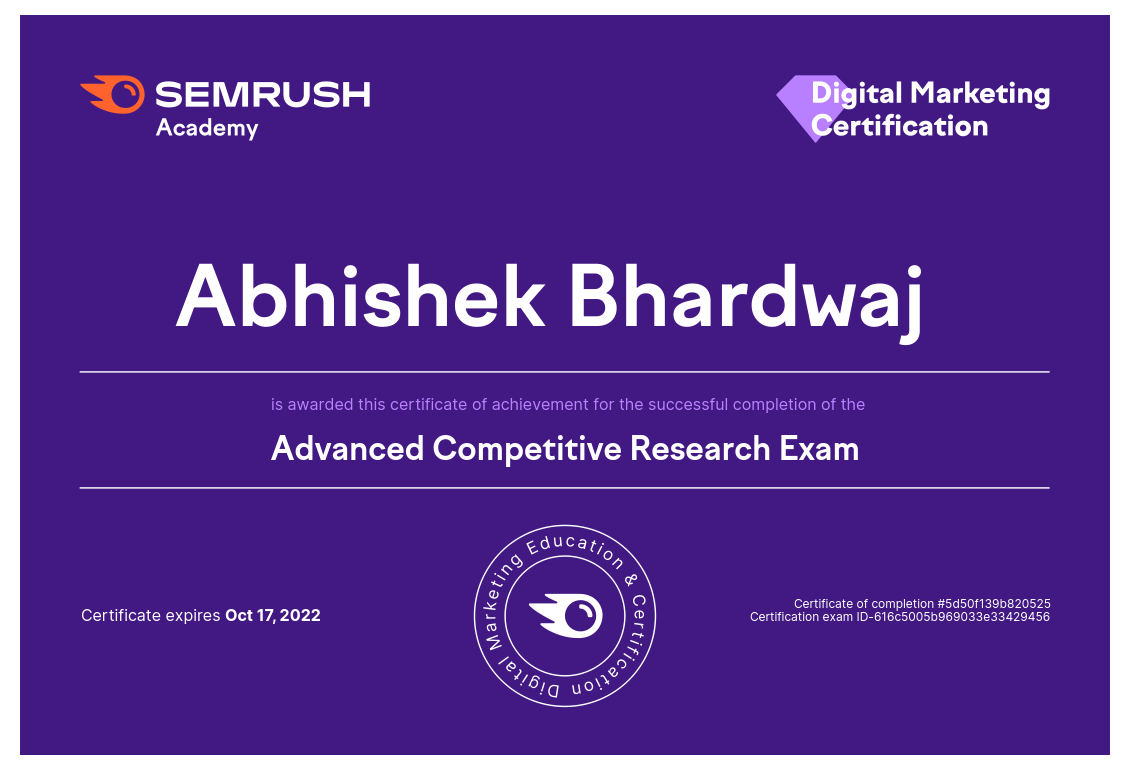 SEMRUSH
Academy
Digital Marketing
Certification
Abhishek Bhardwaj
is awarded this certificate of achievement for the successful completion of the
Advanced Competitive Research Exam
Certificate expires Oct 17, 2022
Digital Marketing Education & Certification
Certificate of completion #5d50f139b820525
Certification exam ID-616c5005b969033e33429456